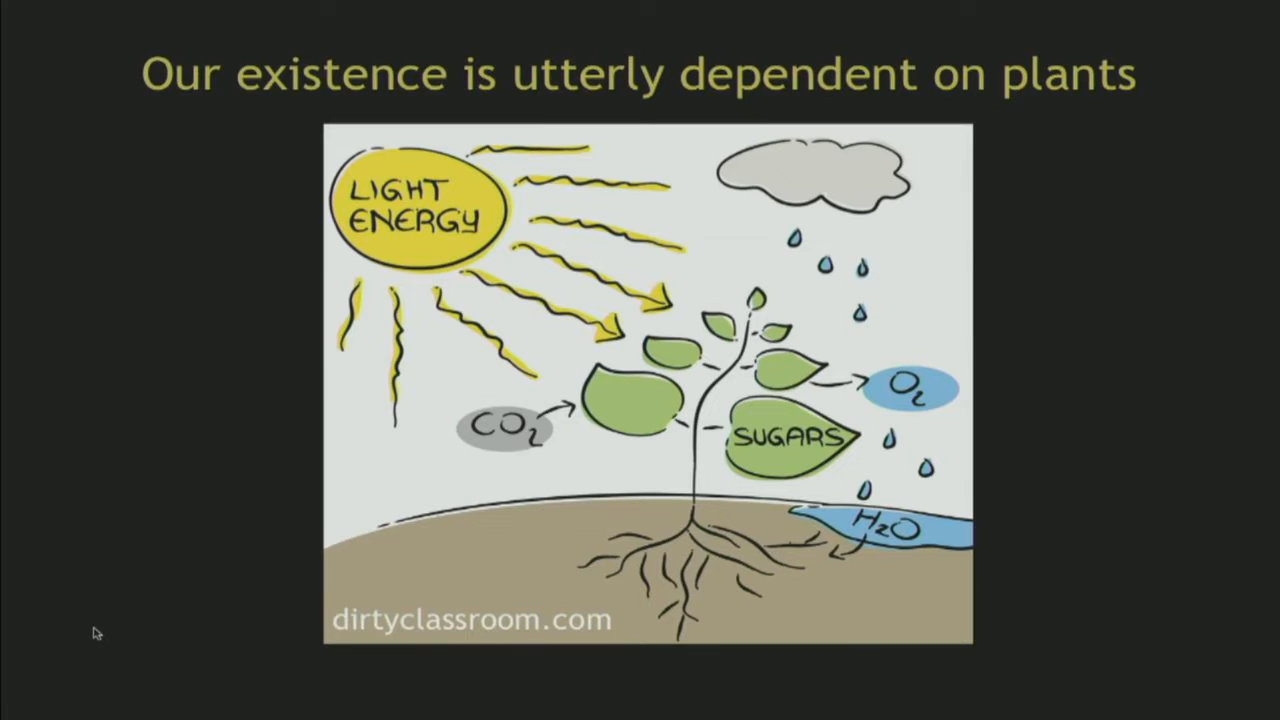 Our existence is utterly dependent on plants
LIGHT
ENERGY
CO₂
O₂
SUGARS
H₂O
dirtyclassroom.com